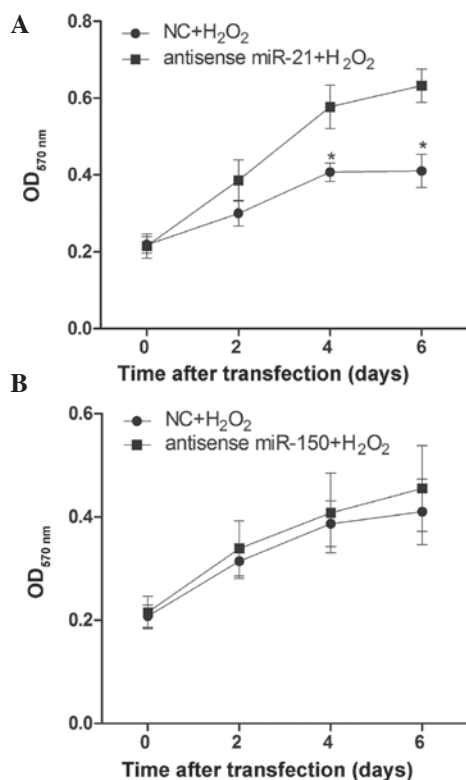 A
NC+H₂O₂
antisense miR-21+H₂O₂
0.8
0.6
0.4
0.2
0.0
OD₅₇₀ ₙₘ
*
*
0 2 4 6
Time after transfection (days)
B
NC+H₂O₂
antisense miR-150+H₂O₂
0.6
0.4
0.2
0.0
OD₅₇₀ ₙₘ
0 2 4 6
Time after transfection (days)